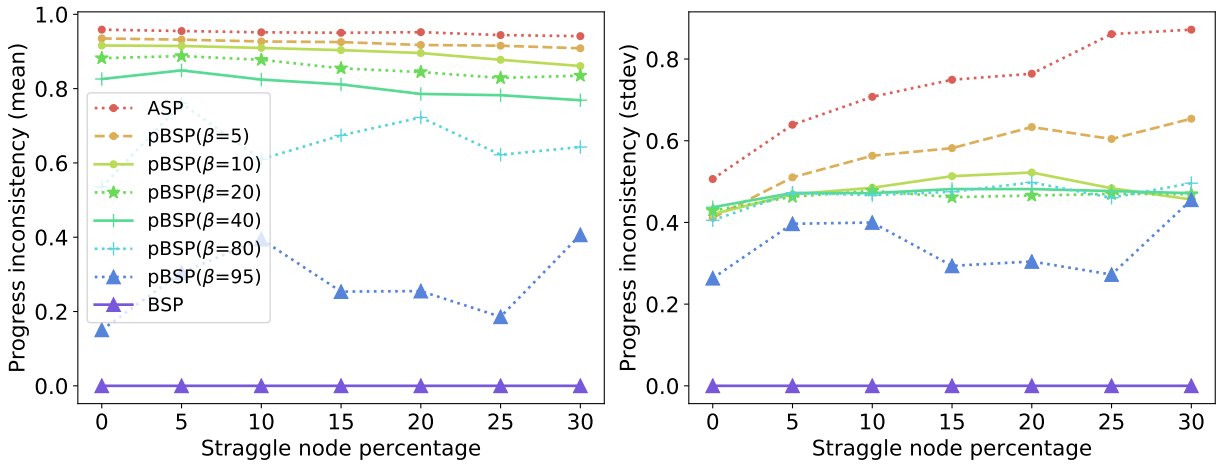 Progress inconsistency (mean)
1.0
0.8
0.6
0.4
0.2
0.0
ASP
pBSP(β=5)
pBSP(β=10)
pBSP(β=20)
pBSP(β=40)
pBSP(β=80)
pBSP(β=95)
BSP
0 5 10 15 20 25 30
Straggle node percentage
Progress inconsistency (stdev)
0.8
0.6
0.4
0.2
0.0
0 5 10 15 20 25 30
Straggle node percentage